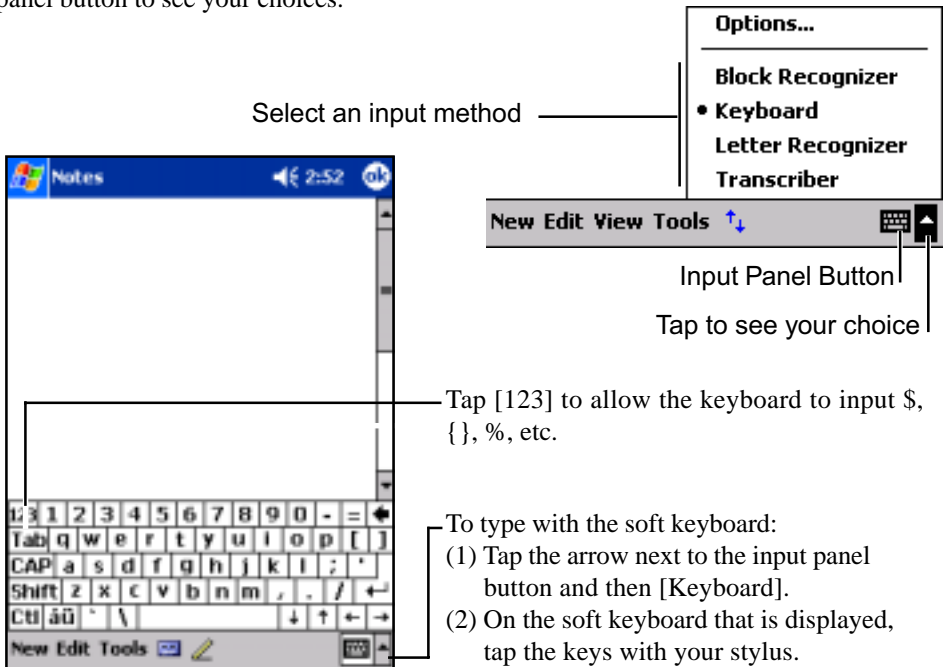 panel button to see your choices.
Options...
Block Recognizer
• Keyboard
Letter Recognizer
Transcriber
Select an input method
New Edit View Tools
Input Panel Button
Tap to see your choice
Notes 2:52 ok
Tap [123] to allow the keyboard to input $,
{}, %, etc.
123 1 2 3 4 5 6 7 8 9 0 - =
Tab q w e r t y u i o p [ ]
CAP a s d f g h j k l ; '
Shift z x c v b n m , . /
Ctl áü ` \
New Edit Tools
To type with the soft keyboard:
(1) Tap the arrow next to the input panel
button and then [Keyboard].
(2) On the soft keyboard that is displayed,
tap the keys with your stylus.